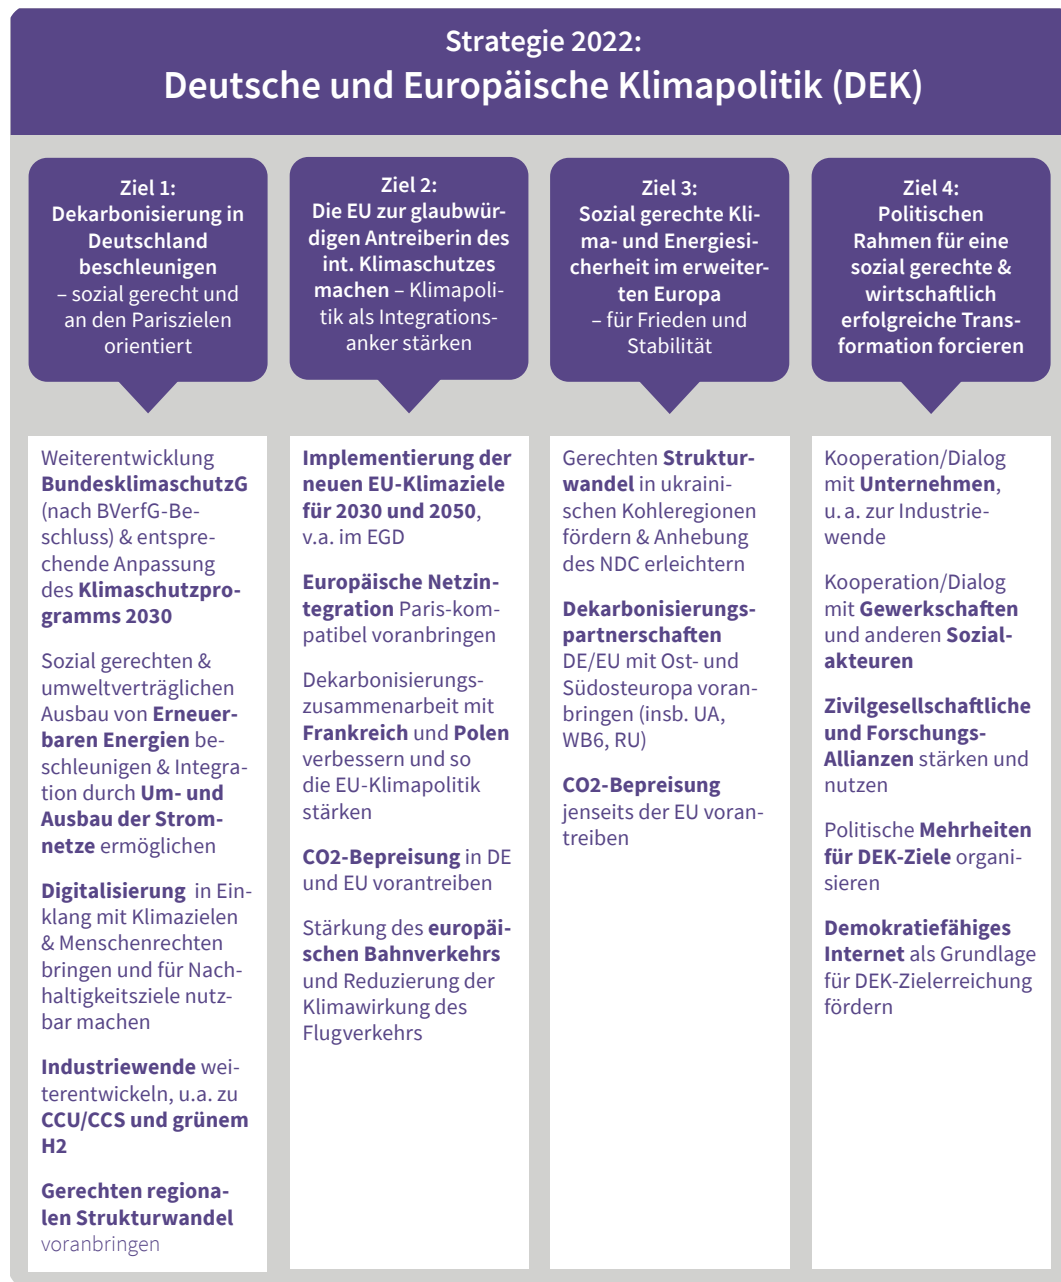 Strategie 2022:
Deutsche und Europäische Klimapolitik (DEK)
Ziel 1:
Dekarbonisierung in
Deutschland
beschleunigen
– sozial gerecht und
an den Pariszielen
orientiert
Weiterentwicklung
BundesklimaschutzG
(nach BVerfG-Be-
schluss) & entspre-
chende Anpassung
des Klimaschutzpro-
gramms 2030
Sozial gerechten &
umweltverträglichen
Ausbau von Erneuer-
baren Energien be-
schleunigen & Integra-
tion durch Um- und
Ausbau der Strom-
netze ermöglichen
Digitalisierung in Ein-
klang mit Klimazielen
& Menschenrechten
bringen und für Nach-
haltigkeitsziele nutz-
bar machen
Industriewende wei-
terentwickeln, u.a. zu
CCU/CCS und grünem
H2
Gerechten regiona-
len Strukturwandel
voranbringen
Ziel 2:
Die EU zur glaubwür-
digen Antreiberin des
int. Klimaschutzes
machen – Klimapoli-
tik als Integrations-
anker stärken
Implementierung der
neuen EU-Klimaziele
für 2030 und 2050,
v.a. im EGD
Europäische Netzin-
tegration Paris-kom-
patibel voranbringen
Dekarbonisierungs-
zusammenarbeit mit
Frankreich und Polen
verbessern und so
die EU-Klimapolitik
stärken
CO2-Bepreisung in DE
und EU vorantreiben
Stärkung des europäi-
schen Bahnverkehrs
und Reduzierung der
Klimawirkung des
Flugverkehrs
Ziel 3:
Sozial gerechte Kli-
ma- und Energiesi-
cherheit im erweiter-
ten Europa
– für Frieden und
Stabilität
Gerechten Struktur-
wandel in ukraini-
schen Kohleregionen
fördern & Anhebung
des NDC erleichtern
Dekarbonisierungs-
partnerschaften
DE/EU mit Ost- und
Südosteuropa voran-
bringen (insb. UA,
WB6, RU)
CO2-Bepreisung
jenseits der EU voran-
treiben
Ziel 4:
Politischen
Rahmen für eine
sozial gerechte &
wirtschaftlich
erfolgreiche Trans-
formation forcieren
Kooperation/Dialog
mit Unternehmen,
u. a. zur Industrie-
wende
Kooperation/Dialog
mit Gewerkschaften
und anderen Sozial-
akteuren
Zivilgesellschaftliche
und Forschungs-
Allianzen stärken und
nutzen
Politische Mehrheiten
für DEK-Ziele organi-
sieren
Demokratiefähiges
Internet als Grundlage
für DEK-Zielerreichung
fördern